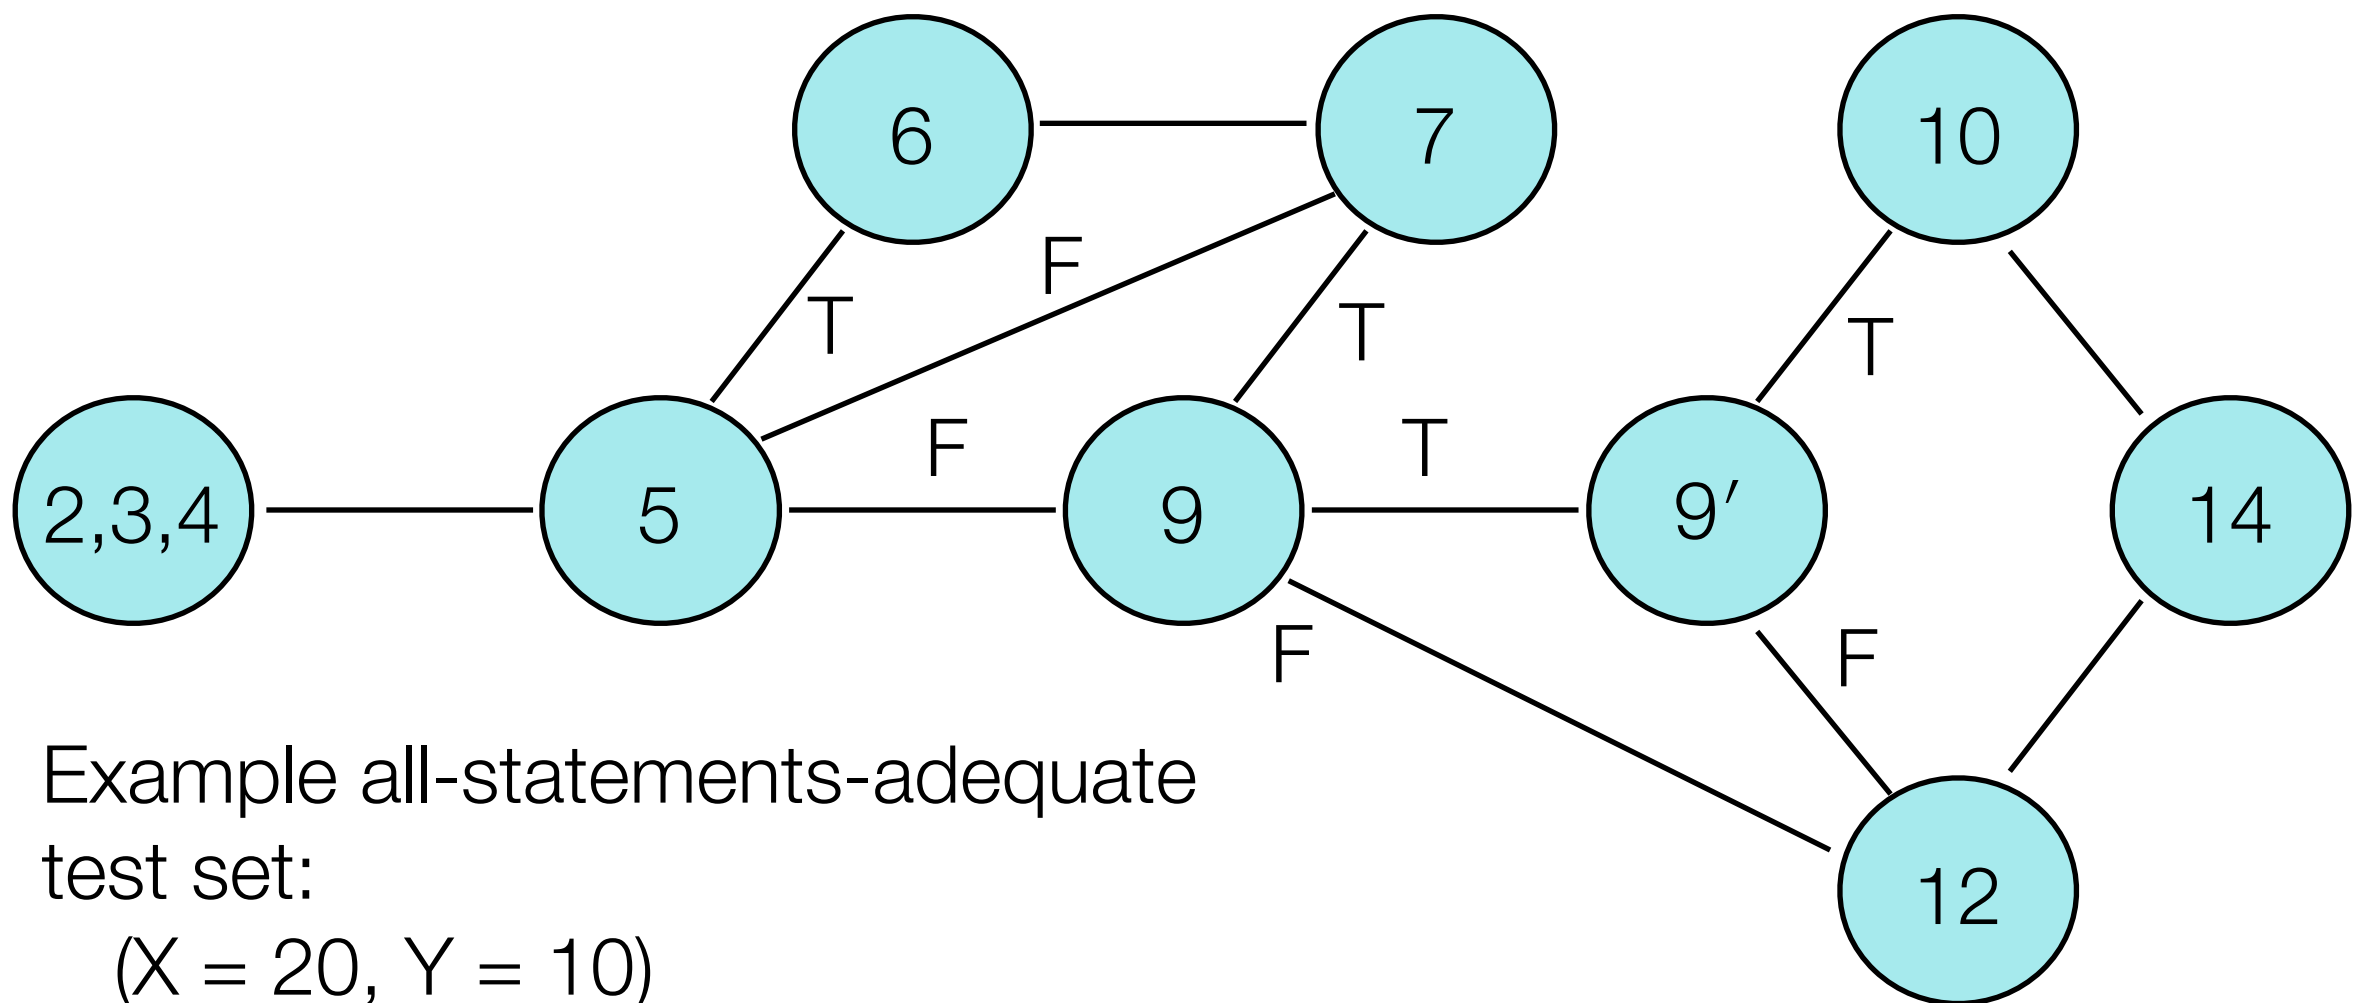 6
7
10
F
T
T
T
F
T
2,3,4
5
9
9′
14
F
F
12
Example all-statements-adequate
test set:
(X = 20, Y = 10)